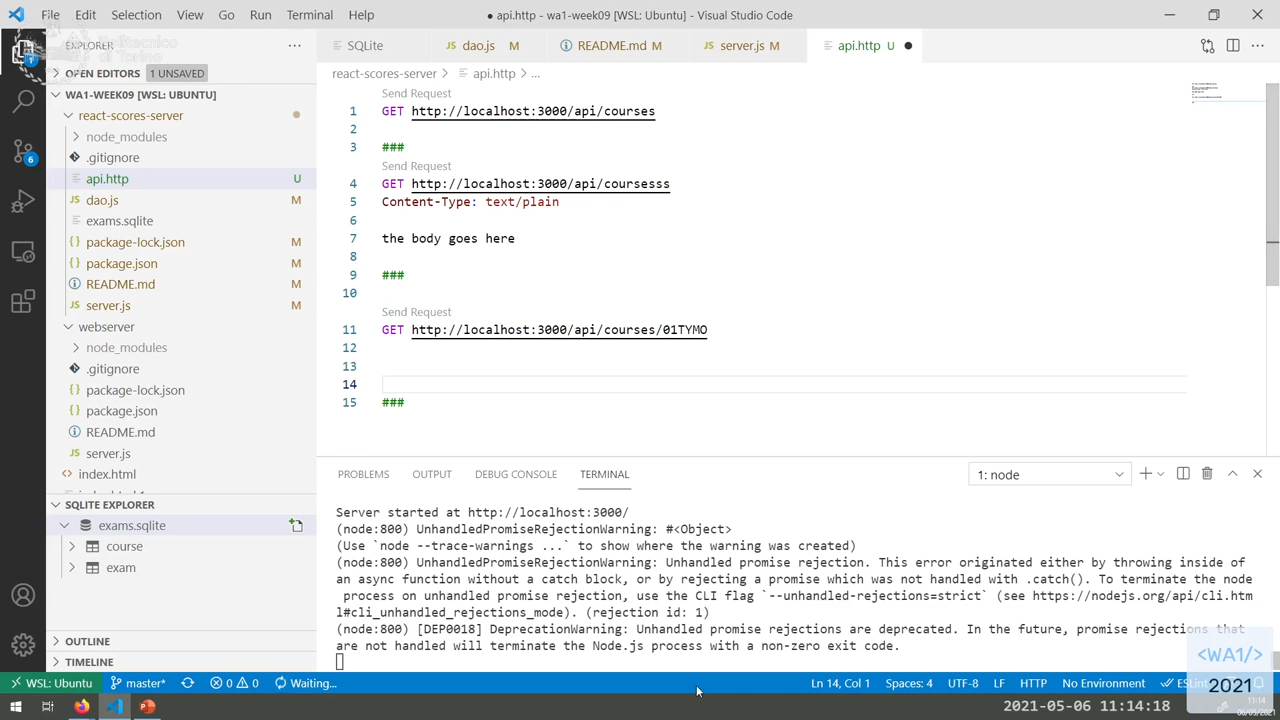 File Edit Selection View Go Run Terminal Help
● api.http - wa1-week09 [WSL: Ubuntu] - Visual Studio Code
EXPLORER
Politecnico
di Torino
OPEN EDITORS 1 UNSAVED
WA1-WEEK09 [WSL: UBUNTU]
react-scores-server
node_modules
.gitignore
api.http U
dao.js M
exams.sqlite
package-lock.json M
package.json M
README.md M
server.js M
webserver
node_modules
.gitignore
package-lock.json
package.json
README.md
server.js
index.html
SQLITE EXPLORER
exams.sqlite
course
exam
OUTLINE
TIMELINE
1
6
SQLite
dao.js M
README.md M
server.js M
api.http U ●
react-scores-server > api.http > ...
Send Request
1 GET http://localhost:3000/api/courses
2
3 ###
Send Request
4 GET http://localhost:3000/api/coursesss
5 Content-Type: text/plain
6
7 the body goes here
8
9 ###
10
Send Request
11 GET http://localhost:3000/api/courses/01TYMO
12
13
14
15 ###
PROBLEMS OUTPUT DEBUG CONSOLE TERMINAL 1: node
Server started at http://localhost:3000/
(node:800) UnhandledPromiseRejectionWarning: #<Object>
(Use `node --trace-warnings ...` to show where the warning was created)
(node:800) UnhandledPromiseRejectionWarning: Unhandled promise rejection. This error originated either by throwing inside of
an async function without a catch block, or by rejecting a promise which was not handled with .catch(). To terminate the node
process on unhandled promise rejection, use the CLI flag `--unhandled-rejections=strict` (see https://nodejs.org/api/cli.htm
l#cli_unhandled_rejections_mode). (rejection id: 1)
(node:800) [DEP0018] DeprecationWarning: Unhandled promise rejections are deprecated. In the future, promise rejections that
are not handled will terminate the Node.js process with a non-zero exit code.
WSL: Ubuntu master* 0 0 Waiting... Ln 14, Col 1 Spaces: 4 UTF-8 LF HTTP No Environment ESLint
<WA1/>
2021
2021-05-06 11:14:18
11:14
06/05/2021